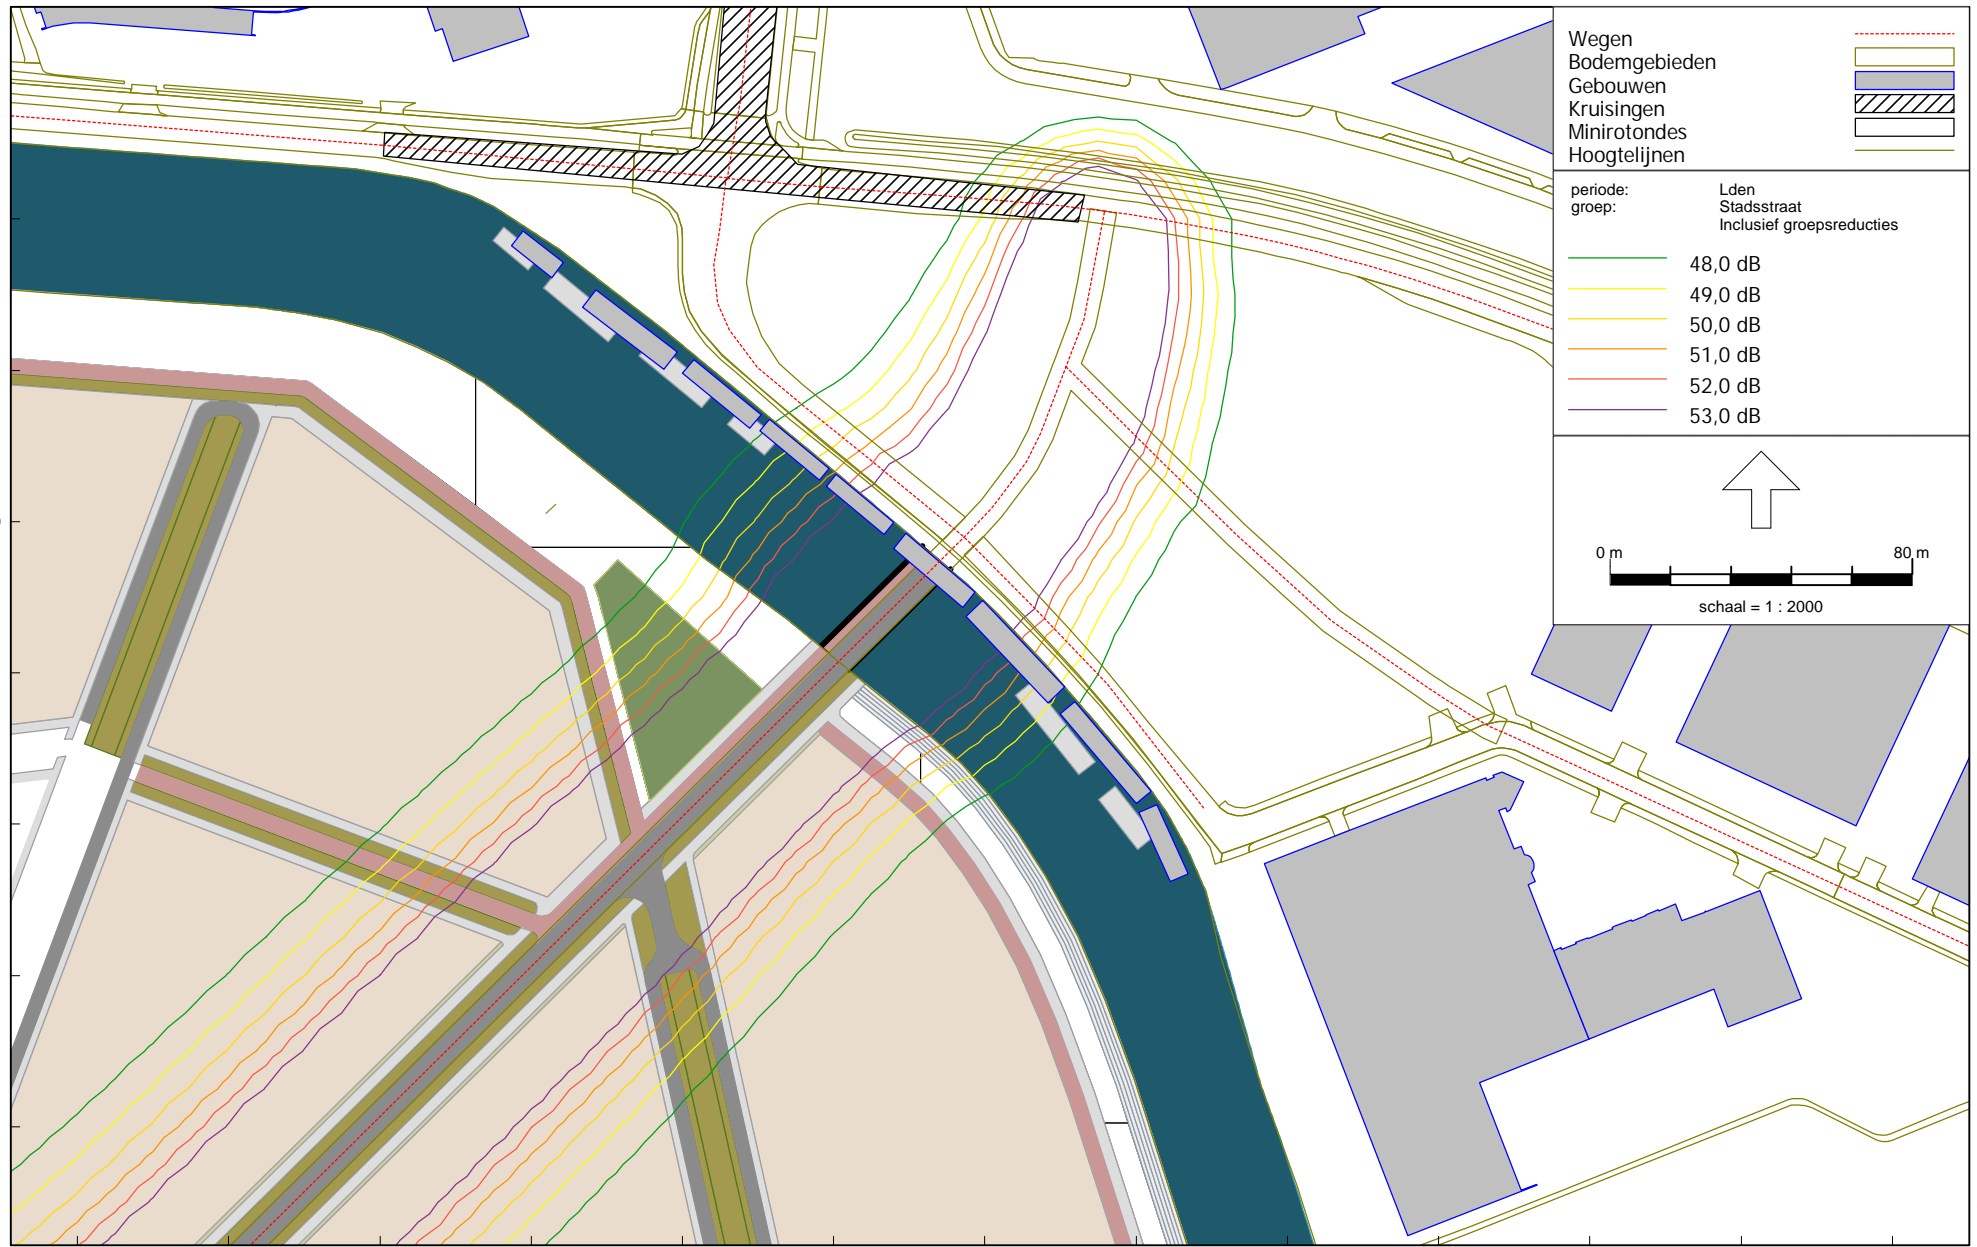 Wegen
Bodemgebieden
Gebouwen
Kruisingen
Minirotondes
Hoogtelijnen
periode: Lden
groep: Stadsstraat
Inclusief groepsreducties
48,0 dB
49,0 dB
50,0 dB
51,0 dB
52,0 dB
53,0 dB
0 m 80 m
schaal = 1 : 2000